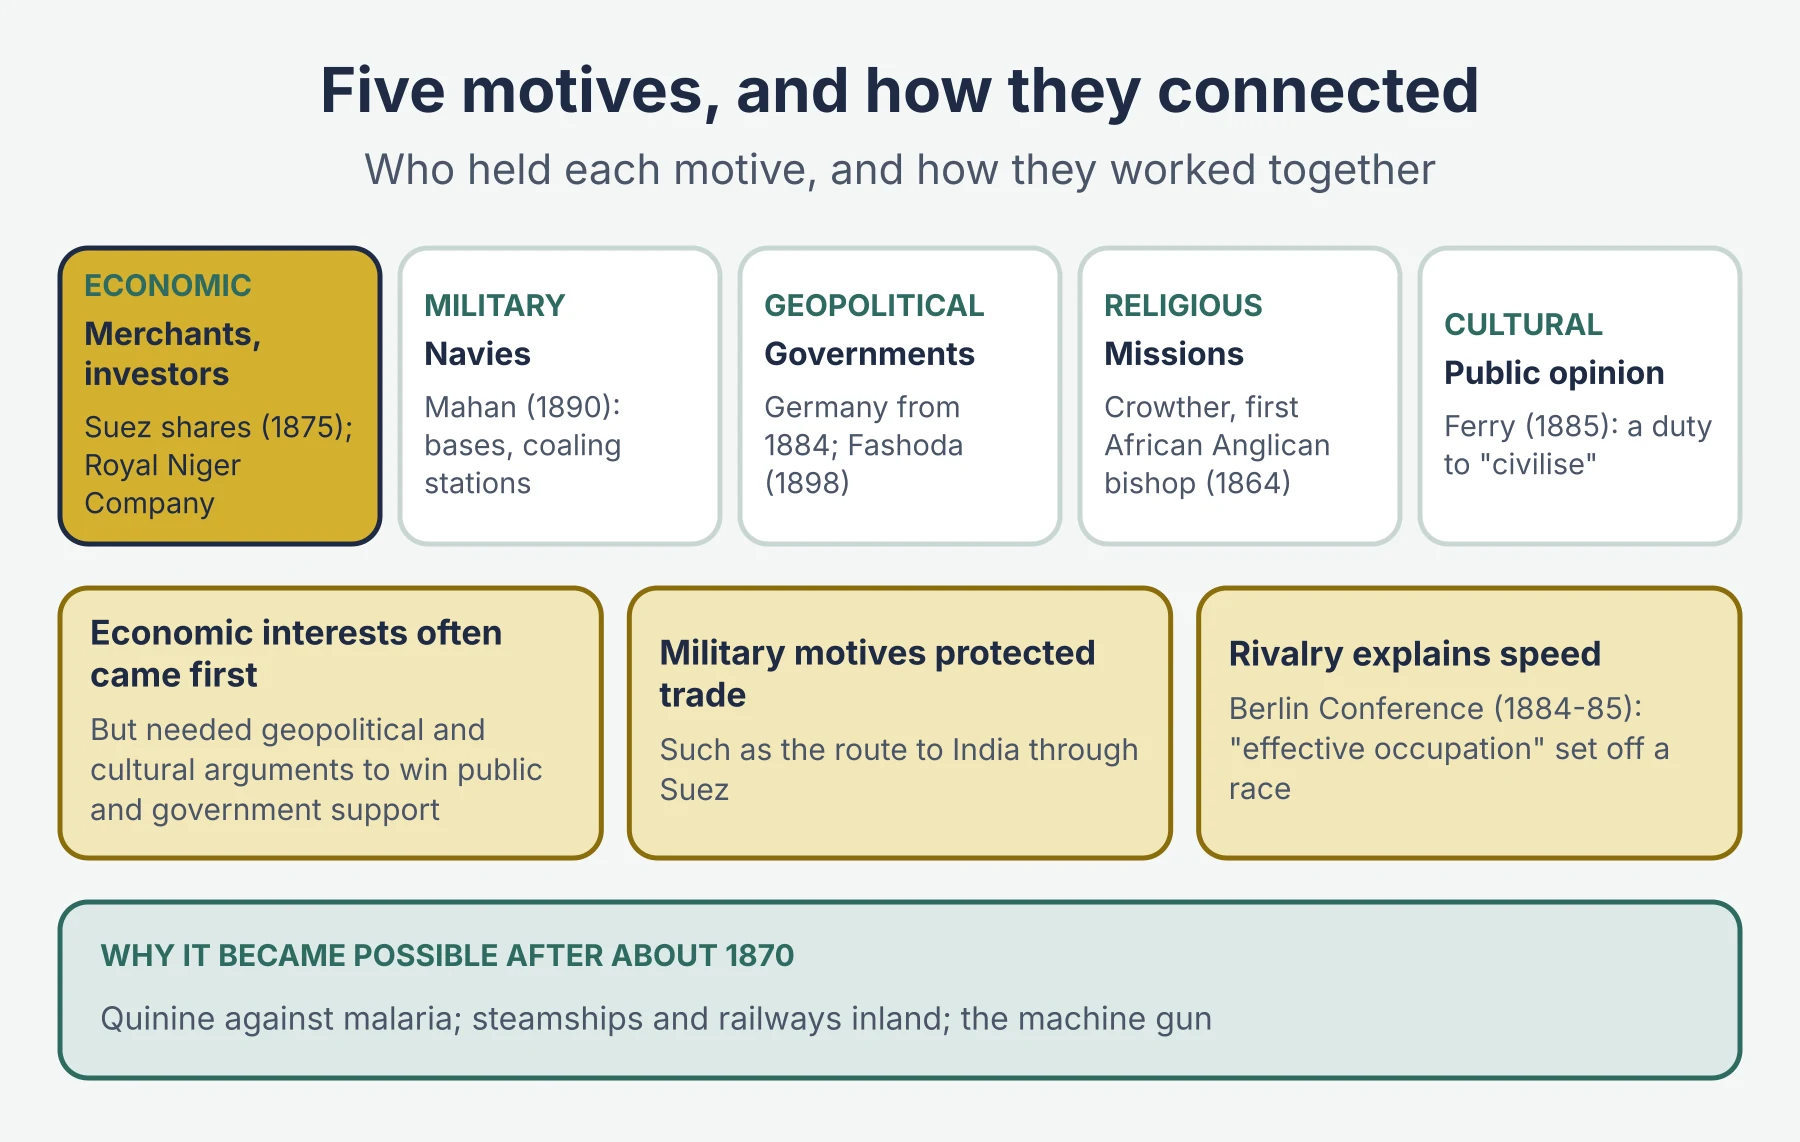 Five motives, and how they connected
Who held each motive, and how they worked together
ECONOMIC
Merchants,
investors
Suez shares (1875);
Royal Niger
Company
MILITARY
Navies
Mahan (1890):
bases, coaling
stations
GEOPOLITICAL
Governments
Germany from
1884; Fashoda
(1898)
RELIGIOUS
Missions
Crowther, first
African Anglican
bishop (1864)
CULTURAL
Public opinion
Ferry (1885): a duty
to "civilise"
Economic interests often
came first
But needed geopolitical and
cultural arguments to win public
and government support
Military motives protected
trade
Such as the route to India through
Suez
Rivalry explains speed
Berlin Conference (1884-85):
"effective occupation" set off a
race
WHY IT BECAME POSSIBLE AFTER ABOUT 1870
Quinine against malaria; steamships and railways inland; the machine gun